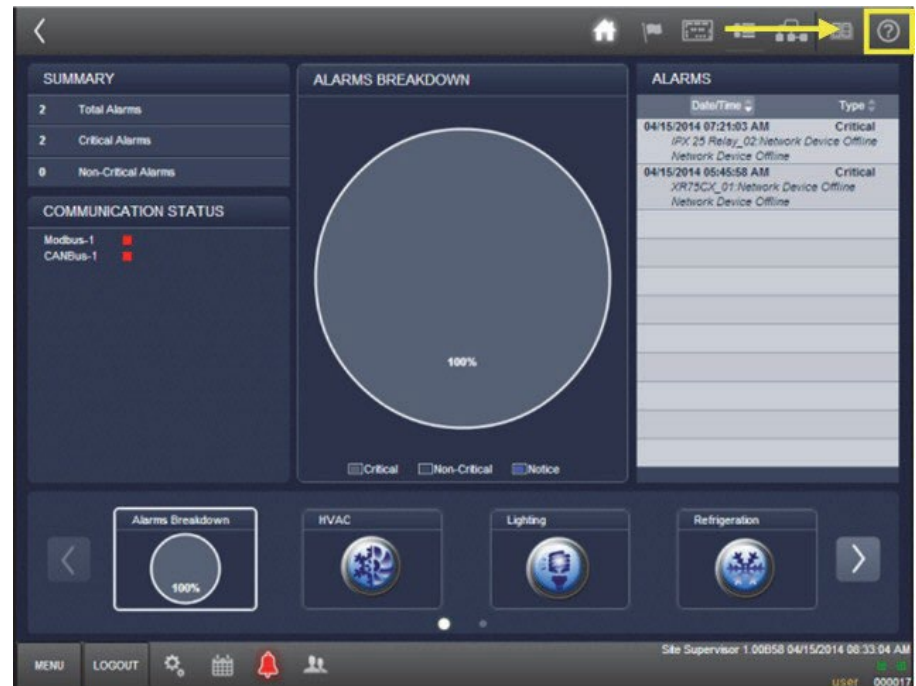 SUMMARY
2 Total Alarms
2 Critical Alarms
0 Non-Critical Alarms
COMMUNICATION STATUS
Modbus-1
CANBus-1
ALARMS BREAKDOWN
100%
Critical Non-Critical Notice
ALARMS
Date/Time Type
04/15/2014 07:21:03 AM Critical
IPX 25 Relay_02:Network Device Offline
Network Device Offline
04/15/2014 05:45:58 AM Critical
XR75CX_01:Network Device Offline
Network Device Offline
Alarms Breakdown
100%
HVAC
Lighting
Refrigeration
MENU LOGOUT
Site Supervisor 1.00B58 04/15/2014 08:33:04 AM
user 000017